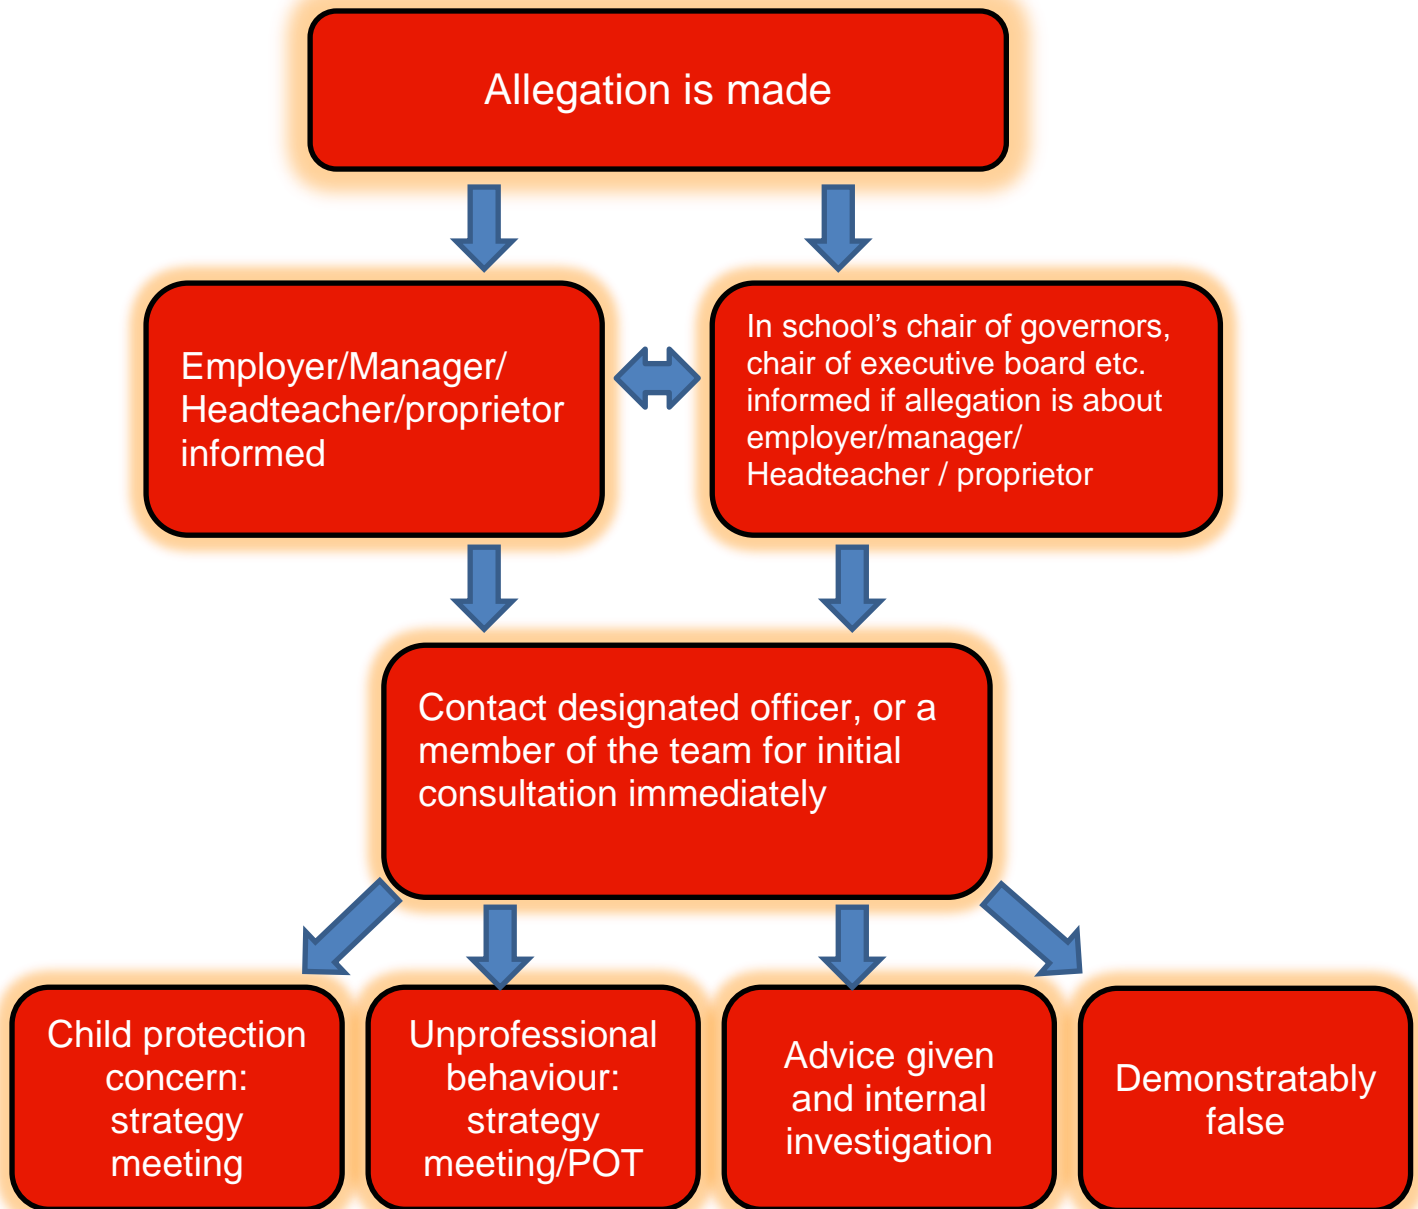 Allegation is made
Employer/Manager/
Headteacher/proprietor
informed
In school’s chair of governors,
chair of executive board etc.
informed if allegation is about
employer/manager/
Headteacher / proprietor
Contact designated officer, or a
member of the team for initial
consultation immediately
Child protection
concern:
strategy
meeting
Unprofessional
behaviour:
strategy
meeting/POT
Advice given
and internal
investigation
Demonstratably
false